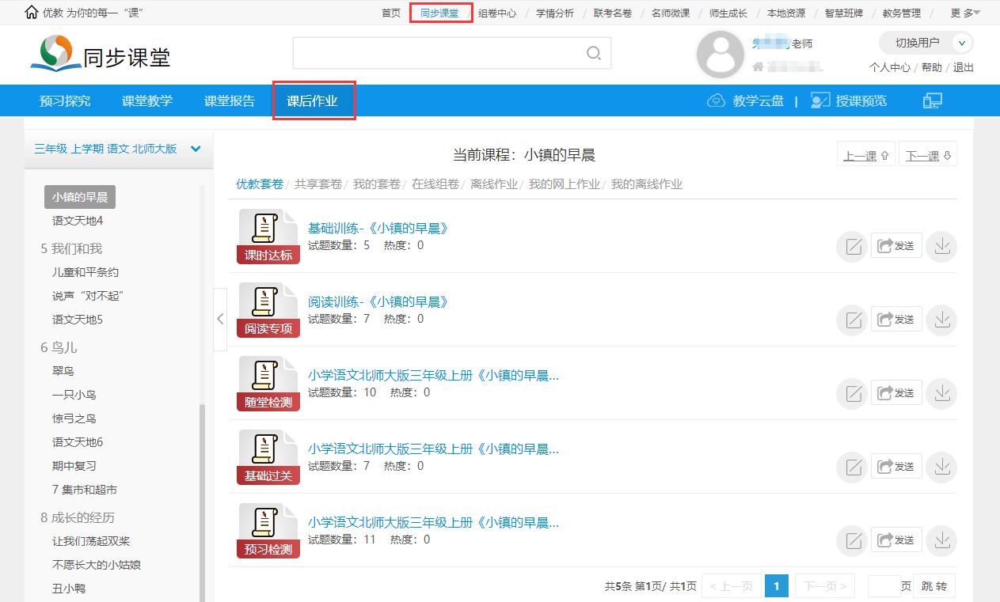 优教 为你的每一“课”
首页 / 同步课堂 / 组卷中心 / 学情分析 / 联考名卷 / 名师微课 / 师生成长 / 本地资源 / 智慧班牌 / 教务管理 / 更 多
同步课堂
老师
切换用户
个人中心 / 帮助 / 退出
预习探究 课堂教学 课堂报告 课后作业 教学云盘 | 授课预览
三年级 上学期 语文 北师大版
小镇的早晨
语文天地4
5 我们和我
儿童和平条约
说声“对不起”
语文天地5
6 鸟儿
翠鸟
一只小鸟
惊弓之鸟
语文天地6
期中复习
7 集市和超市
8 成长的经历
让我们荡起双桨
不愿长大的小姑娘
丑小鸭
当前课程：小镇的早晨
上一课 下一课
优教套卷 / 共享套卷 / 我的套卷 / 在线组卷 / 离线作业 / 我的网上作业 / 我的离线作业
课时达标
基础训练-《小镇的早晨》
试题数量：5 热度：0
发送
阅读专项
阅读训练-《小镇的早晨》
试题数量：7 热度：0
发送
随堂检测
小学语文北师大版三年级上册《小镇的早晨...
试题数量：10 热度：0
发送
基础过关
小学语文北师大版三年级上册《小镇的早晨...
试题数量：7 热度：0
发送
预习检测
小学语文北师大版三年级上册《小镇的早晨...
试题数量：11 热度：0
发送
共5条 第1页/ 共1页 < 上一页 1 下一页 > 页 跳 转